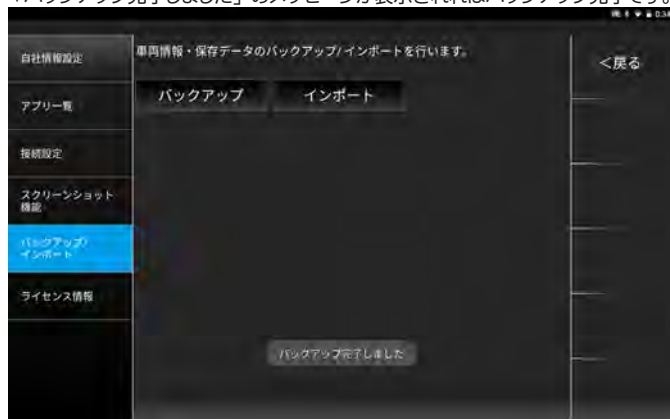 バックアップ完了しました」のメッセージが表示されればバックアップ完了です。
自社情報設定
車両情報・保存データのバックアップ/インポートを行います。
<戻る
バックアップ
インポート
アプリ一覧
接続設定
スクリーンショット
機能
バックアップ/
インポート
ライセンス情報
バックアップ完了しました